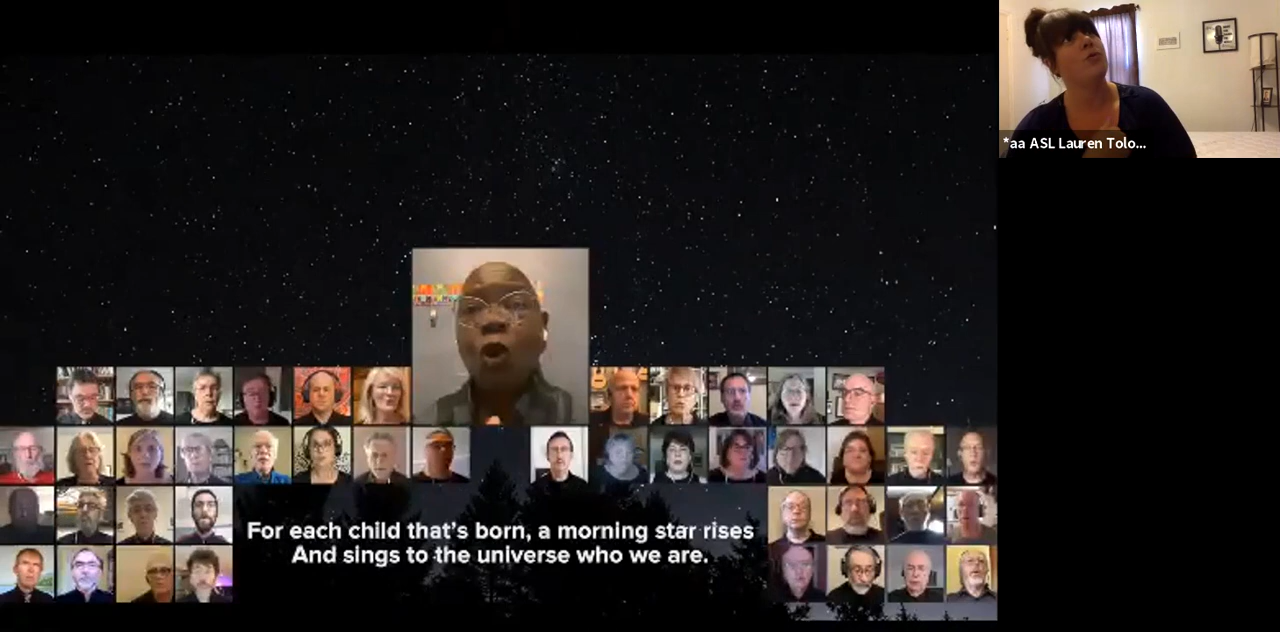 *aa ASL Lauren Tolo...
For each child that's born, a morning star rises
And sings to the universe who we are.